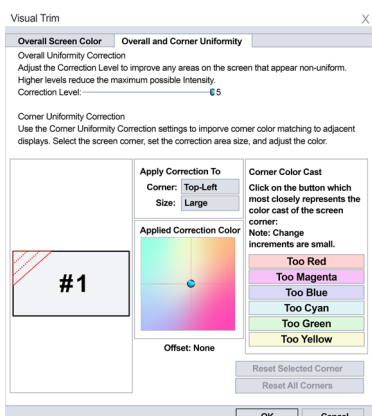 Visual Trim X
Overall Screen Color Overall and Corner Uniformity
Overall Uniformity Correction
Adjust the Correction Level to improve any areas on the screen that appear non-uniform.
Higher levels reduce the maximum possible Intensity.
Correction Level: 5
Corner Uniformity Correction
Use the Corner Uniformity Correction settings to imporve corner color matching to adjacent
displays. Select the screen corner, set the correction area size, and adjust the color.
#1
Apply Correction To
Corner: Top-Left
Size: Large
Applied Correction Color
Offset: None
Corner Color Cast
Click on the button which
most closely represents the
color cast of the screen
corner:
Note: Change
increments are small.
Too Red
Too Magenta
Too Blue
Too Cyan
Too Green
Too Yellow
Reset Selected Corner
Reset All Corners
OK Cancel